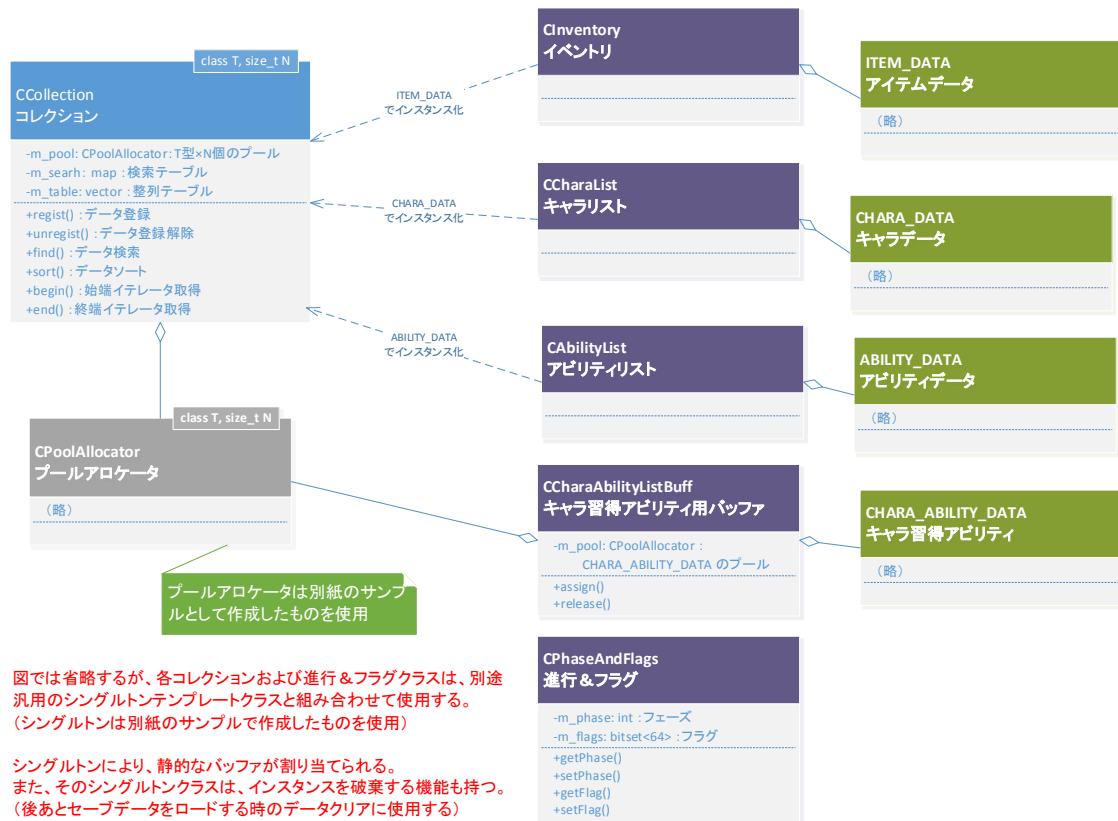 class T, size_t N
CCollection
コレクション
-m_pool: CPoolAllocator:T型×N個のプール
-m_searh: map :検索テーブル
-m_table: vector :整列テーブル
+regist() :データ登録
+unregist() :データ登録解除
+find() :データ検索
+sort() :データソート
+begin() :始端イテレータ取得
+end() :終端イテレータ取得
ITEM_DATA
でインスタンス化
CHARA_DATA
でインスタンス化
ABILITY_DATA
でインスタンス化
CInventory
イベントリ
ITEM_DATA
アイテムデータ
(略)
CCharaList
キャラリスト
CHARA_DATA
キャラデータ
(略)
CAbilityList
アビリティリスト
ABILITY_DATA
アビリティデータ
(略)
class T, size_t N
CPoolAllocator
プールアロケータ
(略)
プールアロケータは別紙のサンプ
ルとして作成したものを使用
CCharaAbilityListBuff
キャラ習得アビリティ用バッファ
-m_pool: CPoolAllocator :
CHARA_ABILITY_DATA のプール
+assign()
+release()
CHARA_ABILITY_DATA
キャラ習得アビリティ
(略)
CPhaseAndFlags
進行&フラグ
-m_phase: int :フェーズ
-m_flags: bitset<64> :フラグ
+getPhase()
+setPhase()
+getFlag()
+setFlag()
図では省略するが、各コレクションおよび進行&フラグクラスは、別途
汎用のシングルトンテンプレートクラスと組み合わせて使用する。
(シングルトンは別紙のサンプルで作成したものを使用)
シングルトンにより、静的なバッファが割り当てられる。
また、そのシングルトンクラスは、インスタンスを破棄する機能も持つ。
(後あとセーブデータをロードする時のデータクリアに使用する)